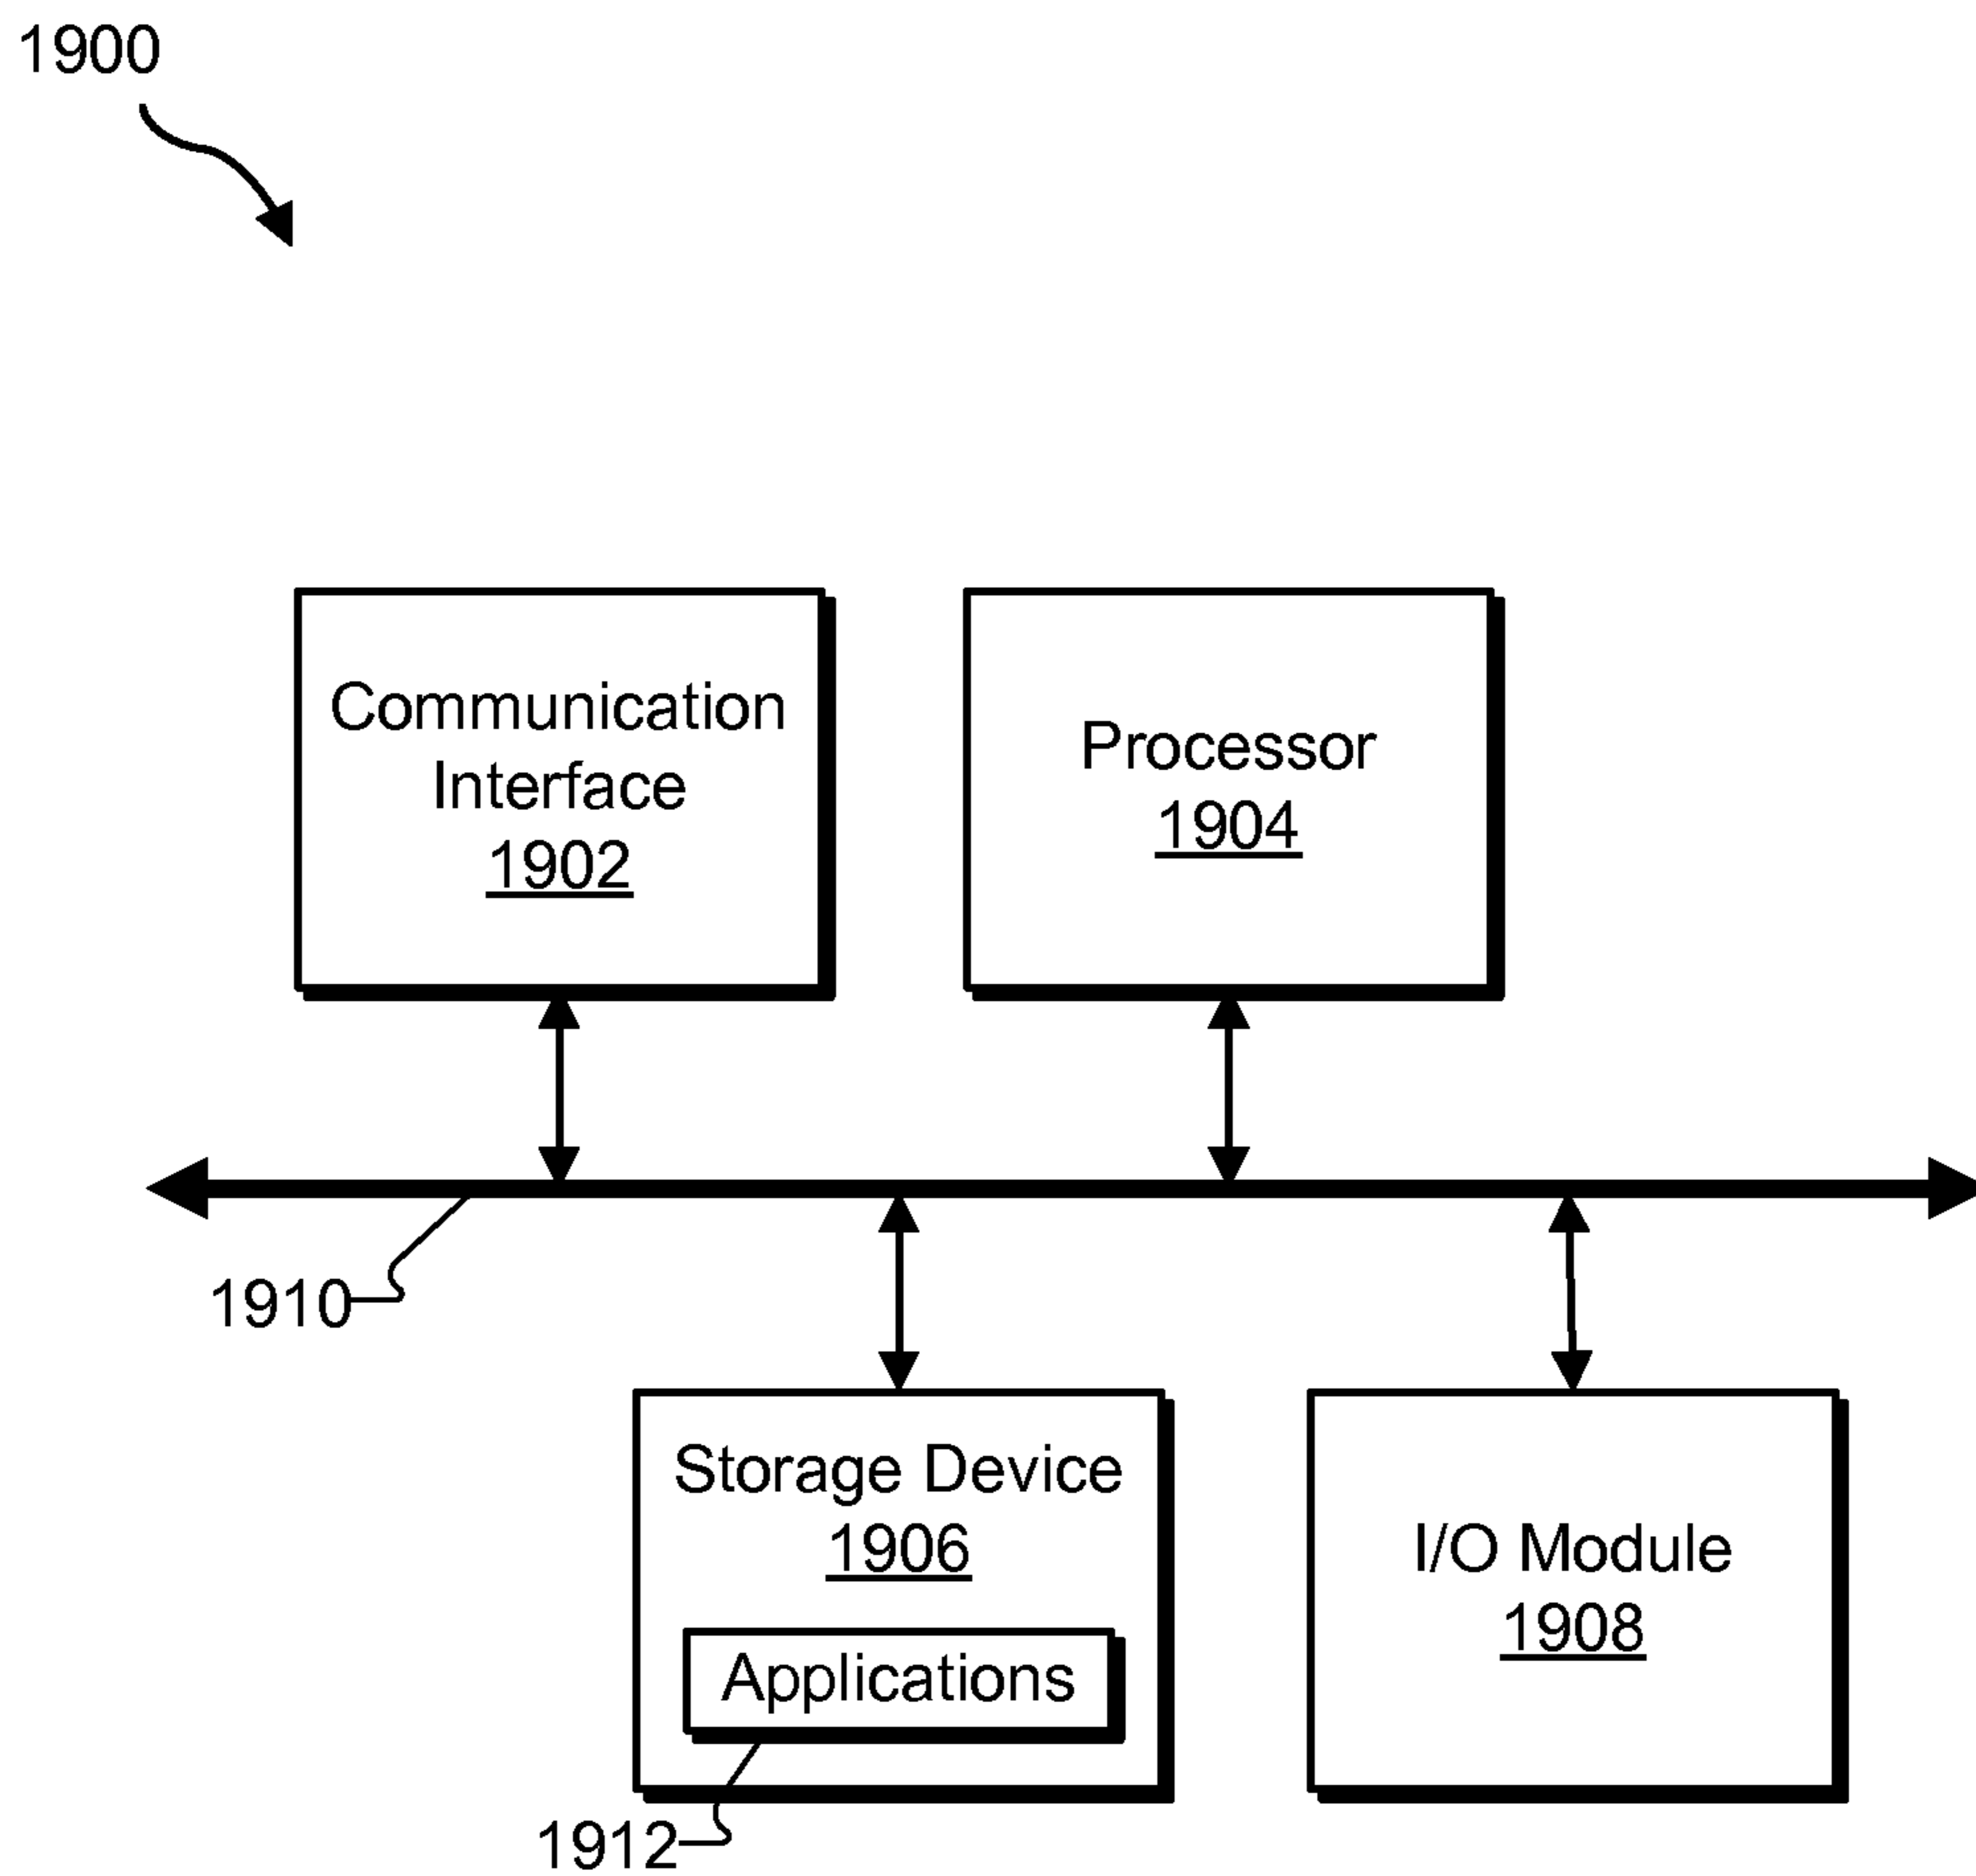 1900
Communication
Interface
1902
Processor
1904
1910
Storage Device
1906
Applications
1912
I/O Module
1908